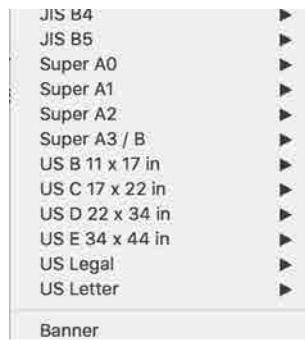 JIS B4
JIS B5
Super A0
Super A1
Super A2
Super A3 / B
US B 11 x 17 in
US C 17 x 22 in
US D 22 x 34 in
US E 34 x 44 in
US Legal
US Letter
Banner